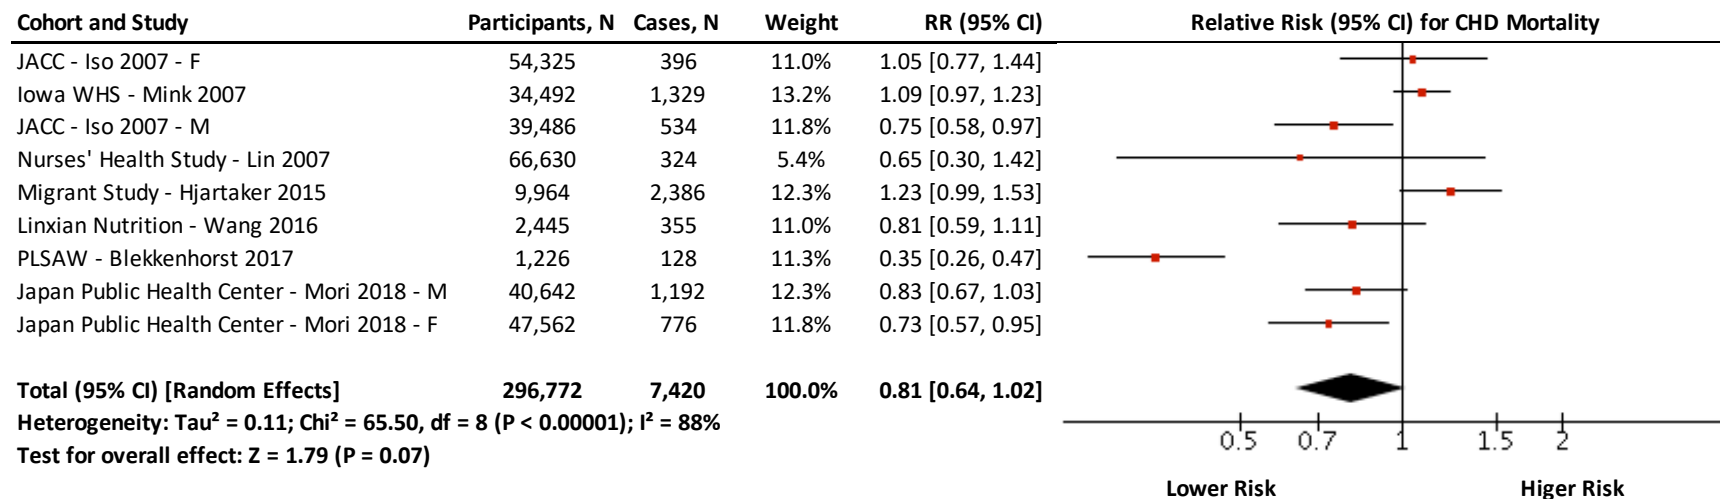 Cohort and Study Participants, N Cases, N Weight RR (95% CI) Relative Risk (95% CI) for CHD Mortality
JACC - Iso 2007 - F 54,325 396 11.0% 1.05 [0.77, 1.44]
Iowa WHS - Mink 2007 34,492 1,329 13.2% 1.09 [0.97, 1.23]
JACC - Iso 2007 - M 39,486 534 11.8% 0.75 [0.58, 0.97]
Nurses' Health Study - Lin 2007 66,630 324 5.4% 0.65 [0.30, 1.42]
Migrant Study - Hjartaker 2015 9,964 2,386 12.3% 1.23 [0.99, 1.53]
Linxian Nutrition - Wang 2016 2,445 355 11.0% 0.81 [0.59, 1.11]
PLSAW - Blekkenhorst 2017 1,226 128 11.3% 0.35 [0.26, 0.47]
Japan Public Health Center - Mori 2018 - M 40,642 1,192 12.3% 0.83 [0.67, 1.03]
Japan Public Health Center - Mori 2018 - F 47,562 776 11.8% 0.73 [0.57, 0.95]
Total (95% CI) [Random Effects] 296,772 7,420 100.0% 0.81 [0.64, 1.02]
Heterogeneity: Tau² = 0.11; Chi² = 65.50, df = 8 (P < 0.00001); I² = 88%
Test for overall effect: Z = 1.79 (P = 0.07)
0.5 0.7 1 1.5 2
Lower Risk Higer Risk